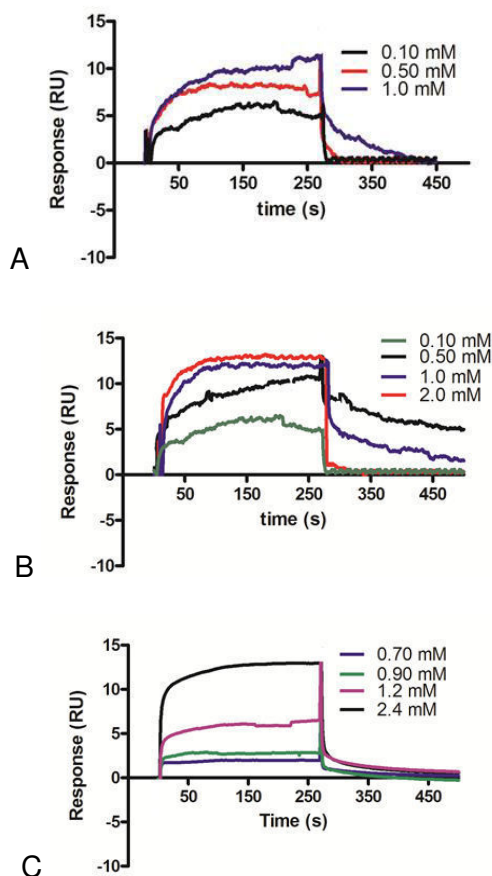 15
0.10 mM
10
0.50 mM
1.0 mM
5
0
50
150
250
350
450
-5
-10
Response (RU)
time (s)
A
15
0.10 mM
0.50 mM
10
1.0 mM
2.0 mM
5
0
50
150
250
350
450
-5
-10
Response (RU)
time (s)
B
15
0.70 mM
0.90 mM
10
1.2 mM
2.4 mM
5
0
50
150
250
350
450
-5
-10
Response (RU)
Time (s)
C